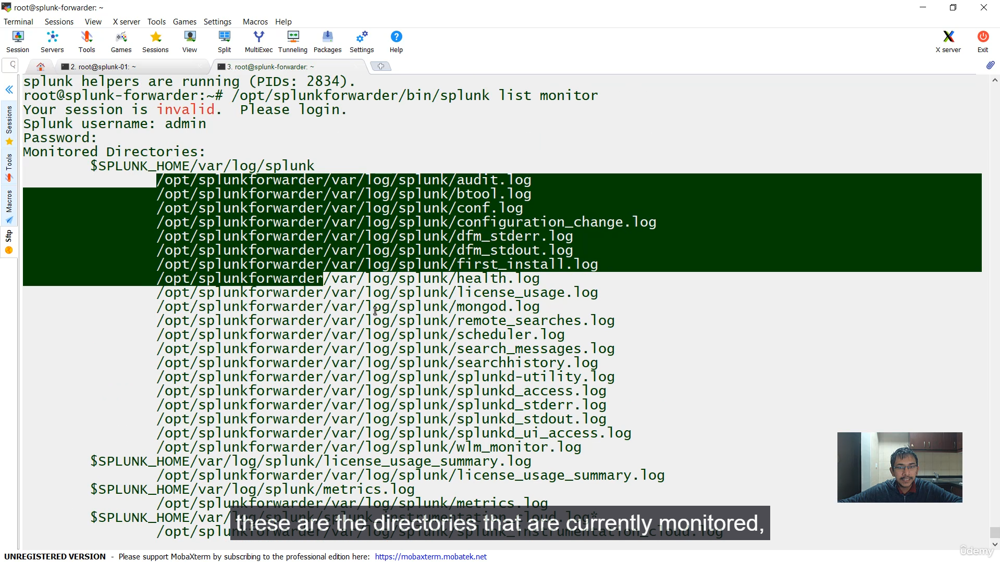 root@splunk-forwarder: ~
Terminal Sessions View X server Tools Games Settings Macros Help
Session Servers Tools Games Sessions View Split MultiExec Tunneling Packages Settings Help X server Exit
2. root@splunk-01: ~ 3. root@splunk-forwarder: ~
Sessions
Tools
Macros
Sftp
splunk helpers are running (PIDs: 2834).
root@splunk-forwarder:~# /opt/splunkforwarder/bin/splunk list monitor
Your session is invalid.  Please login.
Splunk username: admin
Password:
Monitored Directories:
$SPLUNK_HOME/var/log/splunk
/opt/splunkforwarder/var/log/splunk/audit.log
/opt/splunkforwarder/var/log/splunk/btool.log
/opt/splunkforwarder/var/log/splunk/conf.log
/opt/splunkforwarder/var/log/splunk/configuration_change.log
/opt/splunkforwarder/var/log/splunk/dfm_stderr.log
/opt/splunkforwarder/var/log/splunk/dfm_stdout.log
/opt/splunkforwarder/var/log/splunk/first_install.log
/opt/splunkforwarder/var/log/splunk/health.log
/opt/splunkforwarder/var/log/splunk/license_usage.log
/opt/splunkforwarder/var/log/splunk/mongod.log
/opt/splunkforwarder/var/log/splunk/remote_searches.log
/opt/splunkforwarder/var/log/splunk/scheduler.log
/opt/splunkforwarder/var/log/splunk/search_messages.log
/opt/splunkforwarder/var/log/splunk/searchhistory.log
/opt/splunkforwarder/var/log/splunk/splunkd-utility.log
/opt/splunkforwarder/var/log/splunk/splunkd_access.log
/opt/splunkforwarder/var/log/splunk/splunkd_stderr.log
/opt/splunkforwarder/var/log/splunk/splunkd_stdout.log
/opt/splunkforwarder/var/log/splunk/splunkd_ui_access.log
/opt/splunkforwarder/var/log/splunk/wlm_monitor.log
$SPLUNK_HOME/var/log/splunk/license_usage_summary.log
/opt/splunkforwarder/var/log/splunk/license_usage_summary.log
$SPLUNK_HOME/var/log/splunk/metrics.log
/opt/splunkforwarder/var/log/splunk/metrics.log
$SPLUNK_HOME/var/log/splunk/splunk_instrumentation_cloud.log*
/opt/splunkforwarder/var/log/splunk/splunk_instrumentation_cloud.log
these are the directories that are currently monitored,
ûdemy
UNREGISTERED VERSION - Please support MobaXterm by subscribing to the professional edition here: https://mobaxterm.mobatek.net